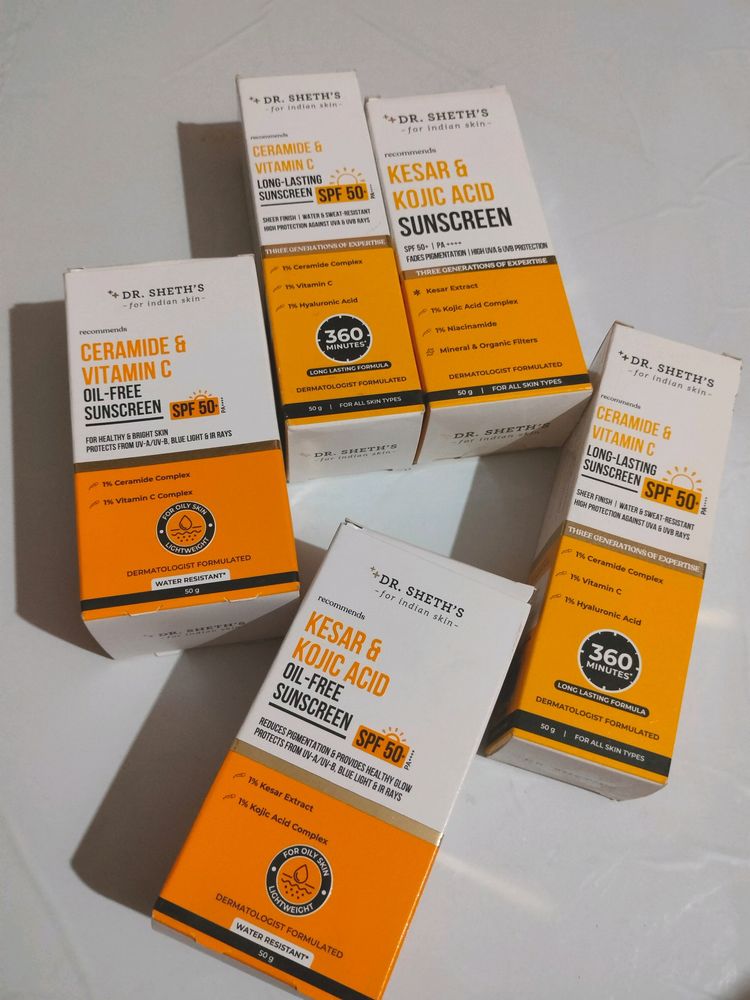 DR. SHETH'S
-for indian skin-
recommends
CERAMIDE &
VITAMIN C
LONG-LASTING
SUNSCREEN SPF 50+ PA++++
SHEER FINISH | WATER & SWEAT-RESISTANT
HIGH PROTECTION AGAINST UVA & UVB RAYS
THREE GENERATIONS OF EXPERTISE
1% Ceramide Complex
1% Vitamin C
1% Hyaluronic Acid
360
MINUTES*
LONG LASTING FORMULA
DERMATOLOGIST FORMULATED
50 g | FOR ALL SKIN TYPES
DR. SHETH'S
-for indian skin-
DR. SHETH'S
-for indian skin-
recommends
KESAR &
KOJIC ACID
SUNSCREEN
SPF 50+ | PA ++++
FADES PIGMENTATION | HIGH UVA & UVB PROTECTION
THREE GENERATIONS OF EXPERTISE
Kesar Extract
1% Kojic Acid Complex
1% Niacinamide
Mineral & Organic Filters
DERMATOLOGIST FORMULATED
50 g | FOR ALL SKIN TYPES
DR. SHETH'S
-for indian skin-
DR. SHETH'S
-for indian skin-
recommends
CERAMIDE &
VITAMIN C
OIL-FREE
SUNSCREEN SPF 50+ PA++++
FOR HEALTHY & BRIGHT SKIN
PROTECTS FROM UV-A/UV-B, BLUE LIGHT & IR RAYS
1% Ceramide Complex
1% Vitamin C Complex
FOR OILY SKIN
LIGHTWEIGHT
DERMATOLOGIST FORMULATED
WATER RESISTANT*
50 g
DR. SHETH'S
-for indian skin-
DR. SHETH'S
-for indian skin-
recommends
CERAMIDE &
VITAMIN C
LONG-LASTING
SUNSCREEN SPF 50+ PA++++
SHEER FINISH | WATER & SWEAT-RESISTANT
HIGH PROTECTION AGAINST UVA & UVB RAYS
THREE GENERATIONS OF EXPERTISE
1% Ceramide Complex
1% Vitamin C
1% Hyaluronic Acid
360
MINUTES*
LONG LASTING FORMULA
DERMATOLOGIST FORMULATED
50 g | FOR ALL SKIN TYPES
DR. SHETH'S
DR. SHETH'S
-for indian skin-
recommends
KESAR &
KOJIC ACID
OIL-FREE
SUNSCREEN SPF 50+ PA++++
REDUCES PIGMENTATION & PROVIDES HEALTHY GLOW
PROTECTS FROM UV-A/UV-B, BLUE LIGHT & IR RAYS
1% Kesar Extract
1% Kojic Acid Complex
FOR OILY SKIN
LIGHTWEIGHT
DERMATOLOGIST FORMULATED
WATER RESISTANT*
50 g